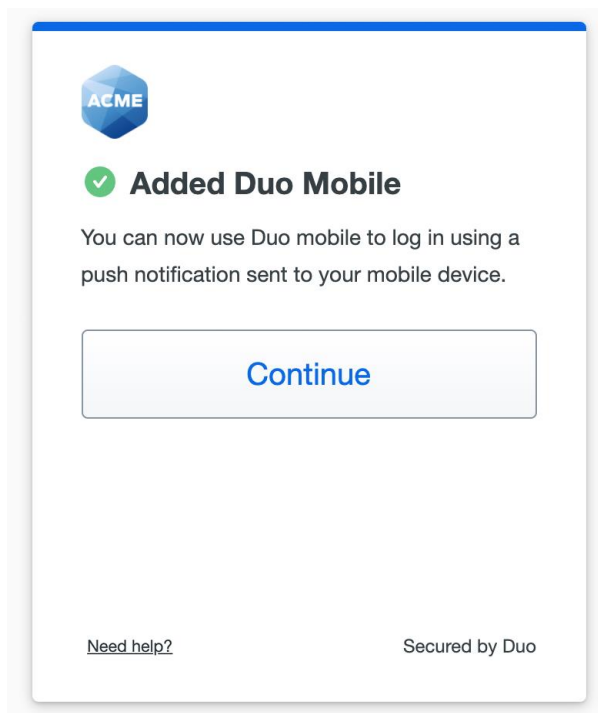 ACME
Added Duo Mobile
You can now use Duo mobile to log in using a
push notification sent to your mobile device.
Continue
Need help?
Secured by Duo